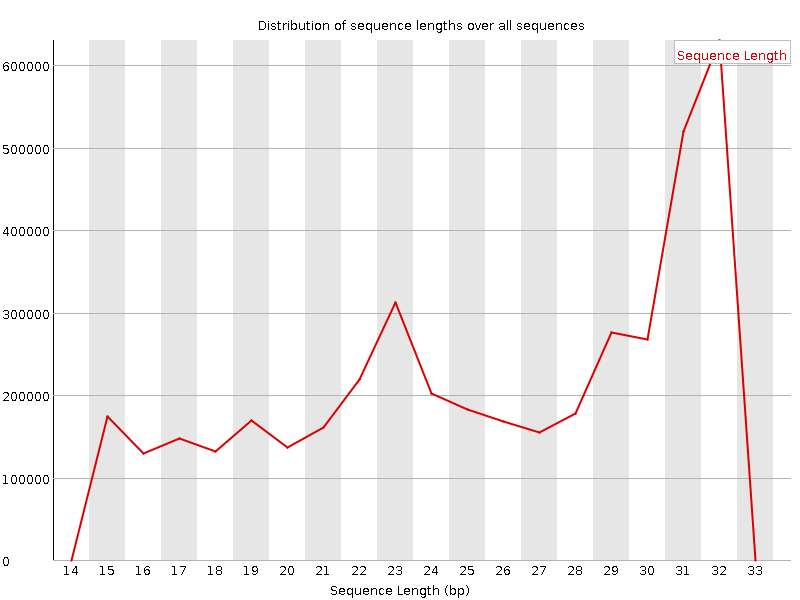 Distribution of sequence lengths over all sequences
Sequence Length
600000
500000
400000
300000
200000
100000
0
14 15 16 17 18 19 20 21 22 23 24 25 26 27 28 29 30 31 32 33
Sequence Length (bp)